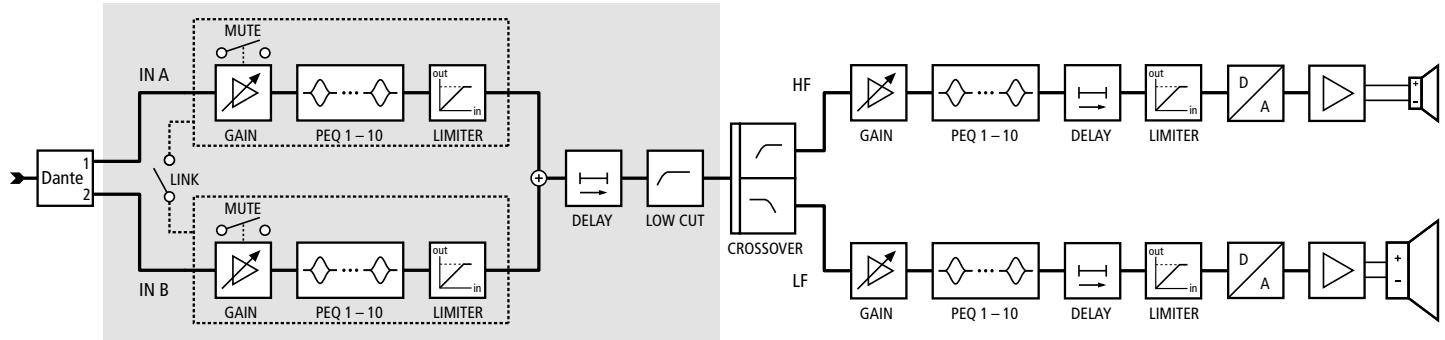 MUTE
IN A
out
in
GAIN
PEQ 1 – 10
LIMITER
HF
out
in
D
A
+
-
GAIN
PEQ 1 – 10
DELAY
LIMITER
Dante
1
2
LINK
+
DELAY
LOW CUT
CROSSOVER
MUTE
IN B
out
in
GAIN
PEQ 1 – 10
LIMITER
LF
out
in
D
A
+
-
GAIN
PEQ 1 – 10
DELAY
LIMITER